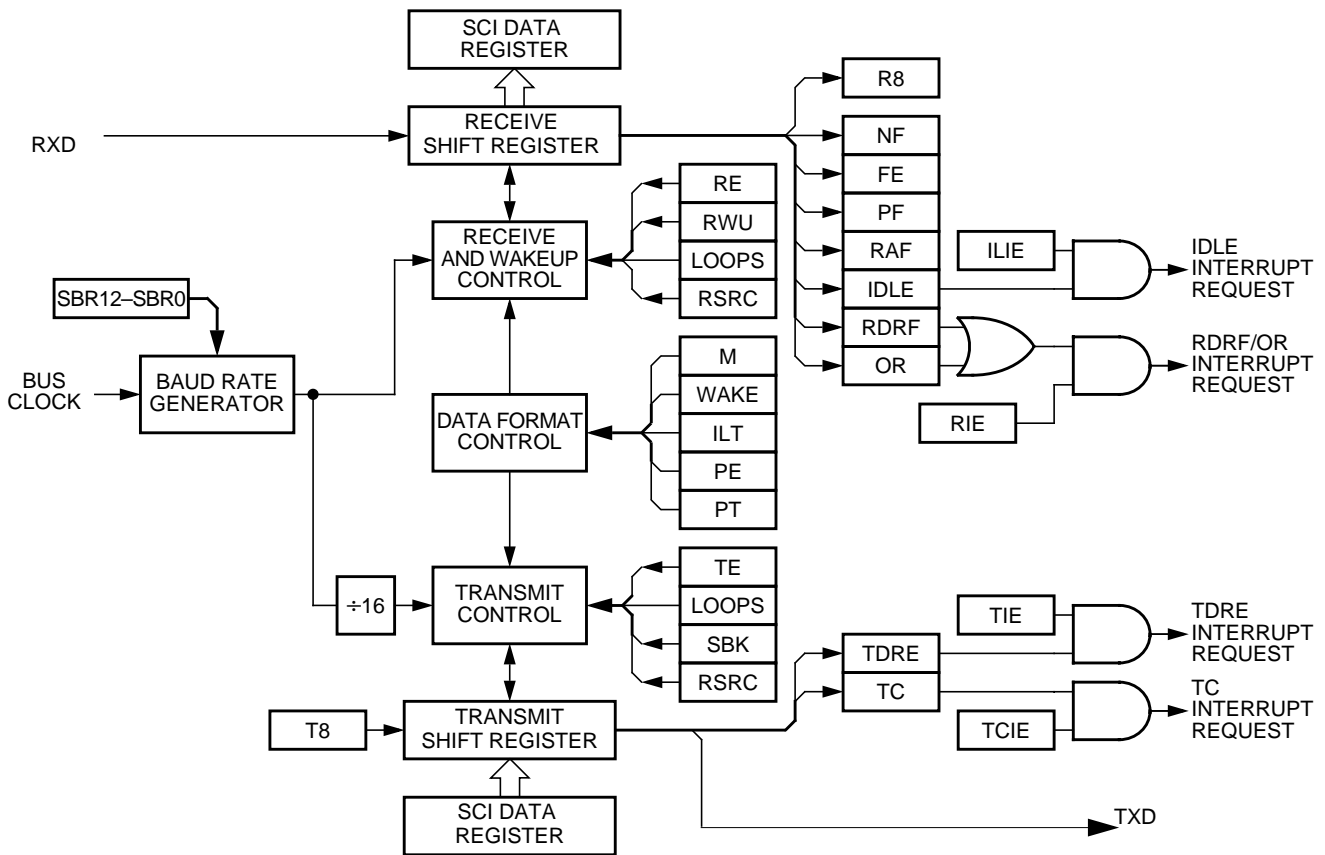 SCI DATA
REGISTER
RXD
RECEIVE
SHIFT REGISTER
R8
NF
FE
PF
RAF
IDLE
RDRF
OR
RE
RWU
LOOPS
RSRC
RECEIVE
AND WAKEUP
CONTROL
ILIE
IDLE
INTERRUPT
REQUEST
RDRF/OR
INTERRUPT
REQUEST
RIE
SBR12–SBR0
BUS
CLOCK
BAUD RATE
GENERATOR
DATA FORMAT
CONTROL
M
WAKE
ILT
PE
PT
÷16
TRANSMIT
CONTROL
TE
LOOPS
SBK
RSRC
TIE
TDRE
INTERRUPT
REQUEST
TDRE
TC
TCIE
TC
INTERRUPT
REQUEST
T8
TRANSMIT
SHIFT REGISTER
SCI DATA
REGISTER
TXD